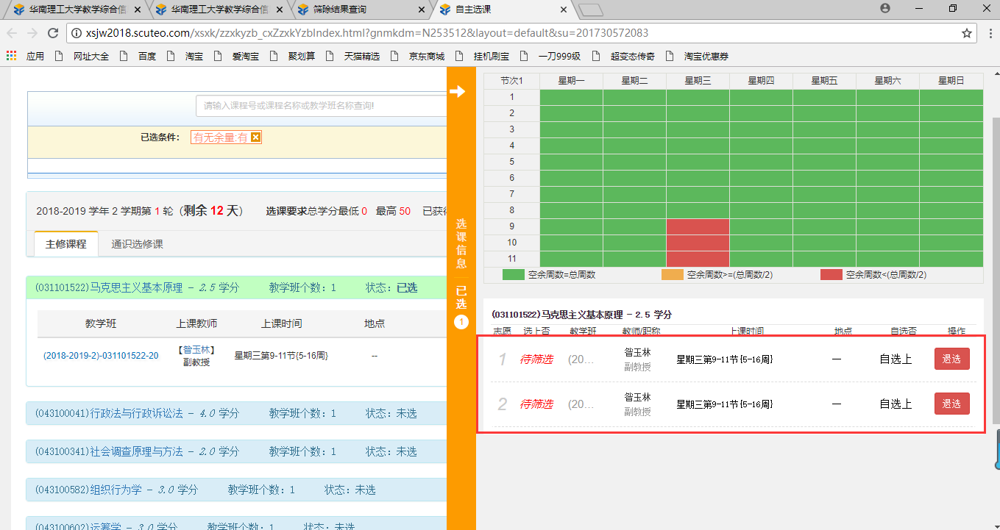 华南理工大学教学综合信 华南理工大学教学综合信 筛除结果查询 自主选课
xsjw2018.scuteo.com/xsxk/zzxkyzb_cxZzxkYzbIndex.html?gnmkdm=N253512&layout=default&su=201730572083
应用 网址大全 百度 淘宝 爱淘宝 聚划算 天猫精选 京东商城 挂机刷宝 一刀999级 超变态传奇 淘宝优惠券
请输入课程号或课程名称或教学班名称查询!
已选条件： 有无余量:有
2018-2019 学年 2 学期第 1 轮（剩余 12 天） 选课要求总学分最低 0 最高 50 已获得
主修课程 通识选修课
(031101522)马克思主义基本原理 - 2.5 学分 教学班个数：1 状态：已选
教学班 上课教师 上课时间 地点
(2018-2019-2)-031101522-20 【昝玉林】 星期三第9-11节{5-16周} --
副教授
(043100041)行政法与行政诉讼法 - 4.0 学分 教学班个数：1 状态：未选
(043100341)社会调查原理与方法 - 2.0 学分 教学班个数：1 状态：未选
(043100582)组织行为学 - 3.0 学分 教学班个数：1 状态：未选
(043100602)运筹学 - 3.0 学分 教学班个数：1 状态：未选
选课信息
已选
1
节次1 星期一 星期二 星期三 星期四 星期五 星期六 星期日
1
2
3
4
5
6
7
8
9
10
11
空余周数=总周数 空余周数>=(总周数/2) 空余周数<(总周数/2)
(031101522)马克思主义基本原理 - 2.5 学分
志愿 选上否 教学班 教师/职称 上课时间 地点 自选否 操作
1 待筛选 (20... 昝玉林 星期三第9-11节{5-16周} — 自选上 退选
副教授
2 待筛选 (20... 昝玉林 星期三第9-11节{5-16周} — 自选上 退选
副教授